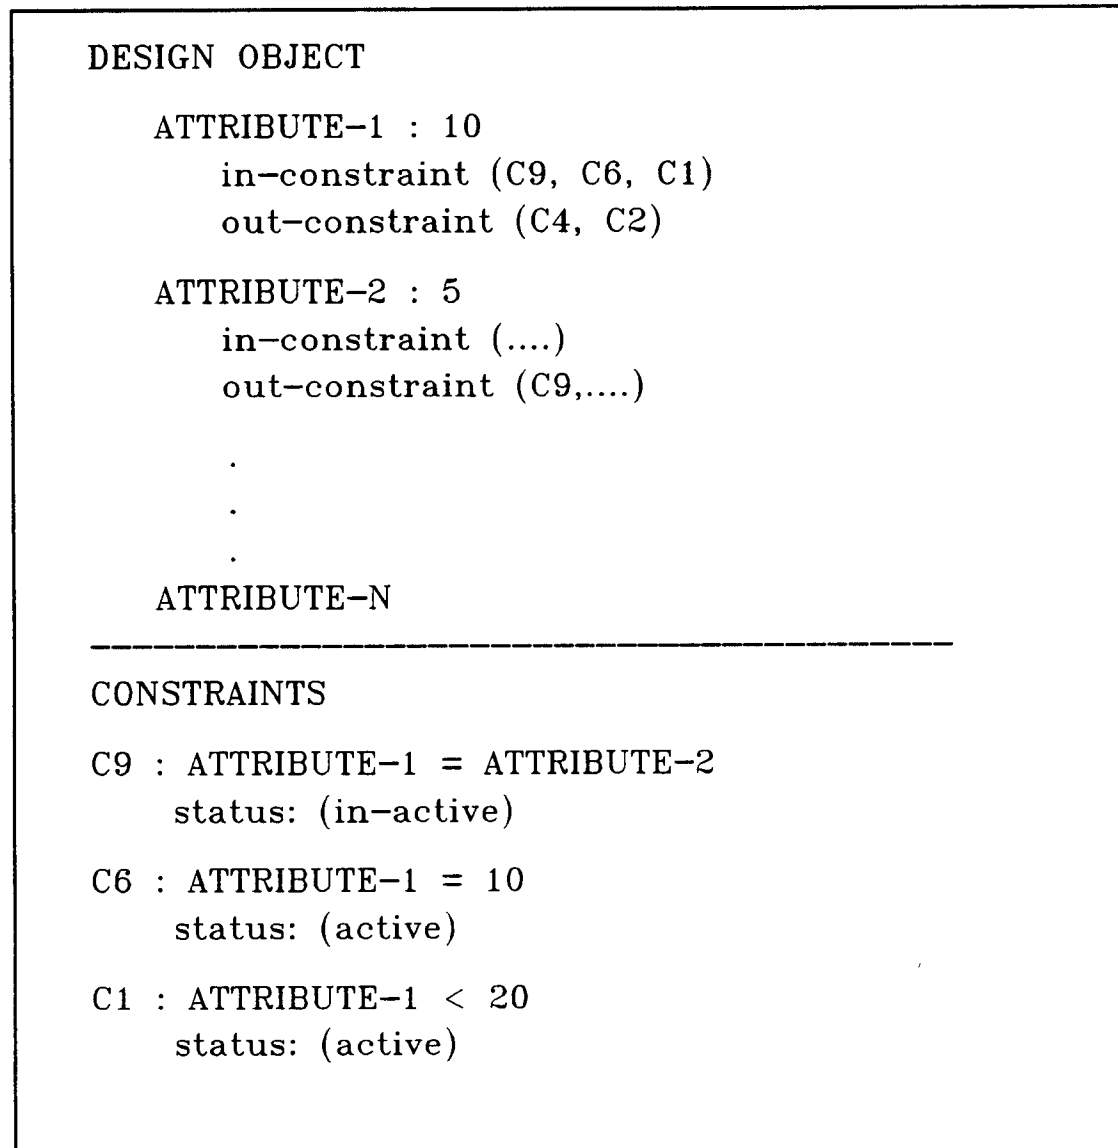 DESIGN OBJECT
ATTRIBUTE-1 : 10
in-constraint (C9, C6, C1)
out-constraint (C4, C2)
ATTRIBUTE-2 : 5
in-constraint (....)
out-constraint (C9,....)
.
.
.
ATTRIBUTE-N
CONSTRAINTS
C9 : ATTRIBUTE-1 = ATTRIBUTE-2
status: (in-active)
C6 : ATTRIBUTE-1 = 10
status: (active)
C1 : ATTRIBUTE-1 < 20
status: (active)